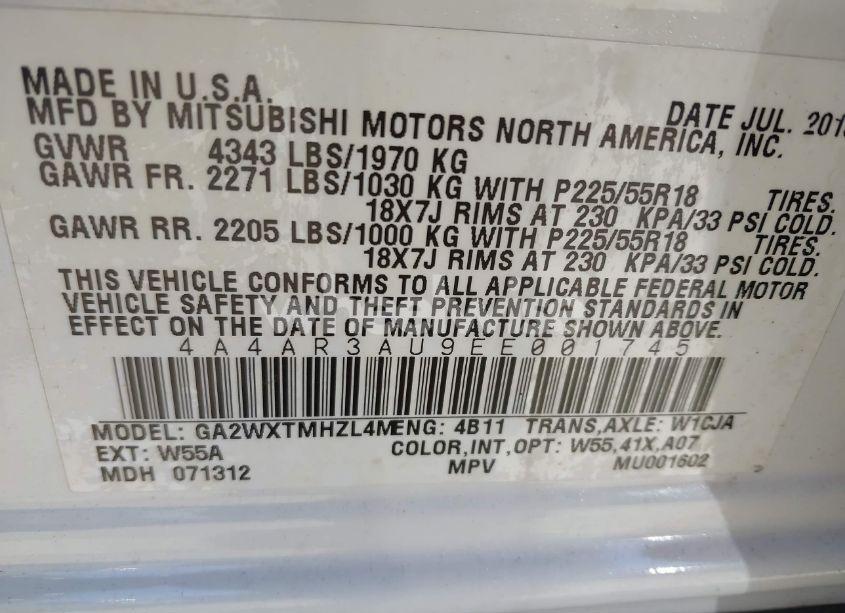 MADE IN U.S.A.
DATE JUL. 201
MFD BY MITSUBISHI MOTORS NORTH AMERICA, INC.
GVWR 4343 LBS/1970 KG
GAWR FR. 2271 LBS/1030 KG WITH P225/55R18 TIRES.
18X7J RIMS AT 230 KPA/33 PSI COLD.
GAWR RR. 2205 LBS/1000 KG WITH P225/55R18 TIRES.
18X7J RIMS AT 230 KPA/33 PSI COLD.
THIS VEHICLE CONFORMS TO ALL APPLICABLE FEDERAL MOTOR
VEHICLE SAFETY AND THEFT PREVENTION STANDARDS IN
EFFECT ON THE DATE OF MANUFACTURE SHOWN ABOVE.
4A4AR3AU9EE001745
MODEL: GA2WXTMHZL4M ENG: 4B11 TRANS,AXLE: W1CJA
EXT: W55A COLOR,INT,OPT: W55,41X,A07
MDH 071312 MPV MU001602